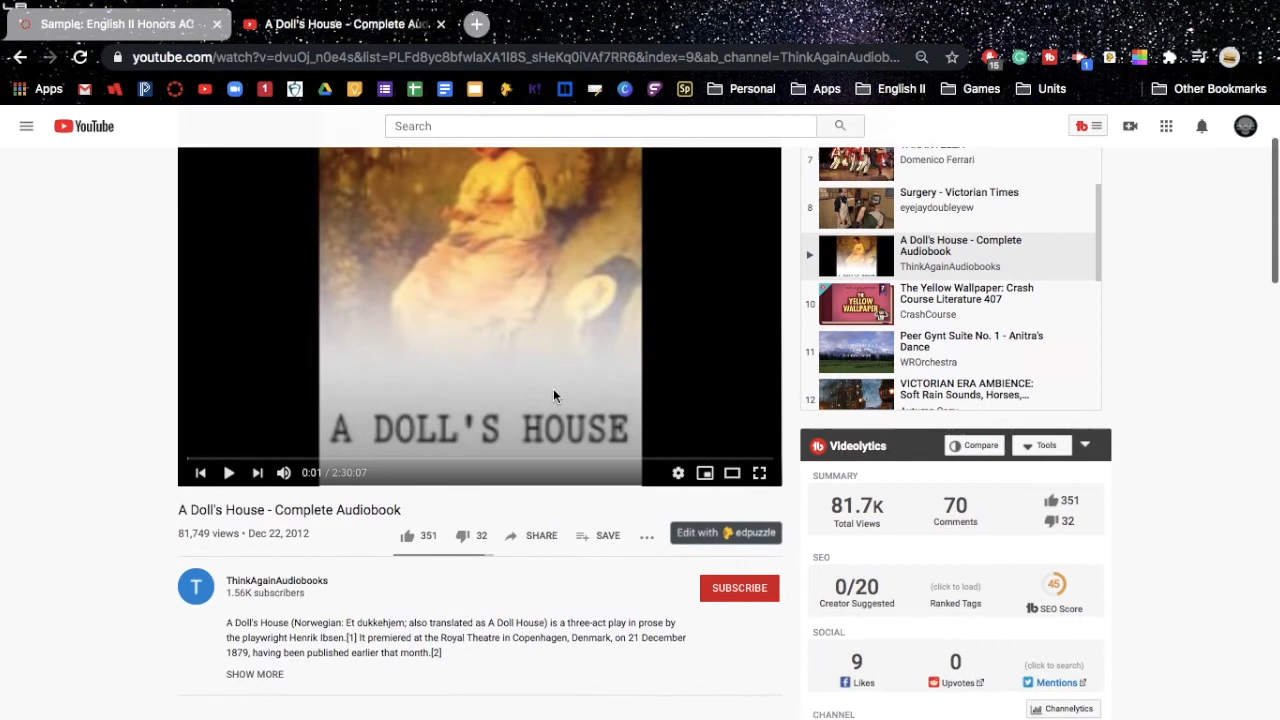 Sample: English II Honors AC
A Doll's House - Complete Aud
youtube.com/watch?v=dVuOj_n0e4s&list=PLFd8yqBbfwIaXA1I8S_sHeKq0lVAf7RR6&index=9&ab_channel=ThinkAgainAudiob...
15
1
Apps
Personal
Apps
English II
Games
Units
Other Bookmarks
YouTube
Search
7
Domenico Ferrari
8
Surgery - Victorian Times
eyejaydoubleyew
A Doll's House - Complete
Audiobook
ThinkAgainAudiobooks
10
The Yellow Wallpaper: Crash
Course Literature 407
CrashCourse
11
Peer Gynt Suite No. 1 - Anitra's
Dance
WROrchestra
12
VICTORIAN ERA AMBIENCE:
Soft Rain Sounds, Horses,...
A DOLL'S HOUSE
0:01 / 2:30:07
A Doll's House - Complete Audiobook
81,749 views • Dec 22, 2012
351
32
SHARE
SAVE
Edit with edpuzzle
T
ThinkAgainAudiobooks
1.56K subscribers
SUBSCRIBE
A Doll's House (Norwegian: Et dukkehjem; also translated as A Doll House) is a three-act play in prose by
the playwright Henrik Ibsen.[1] It premiered at the Royal Theatre in Copenhagen, Denmark, on 21 December
1879, having been published earlier that month.[2]
SHOW MORE
Videolytics
Compare
Tools
SUMMARY
81.7K
Total Views
70
Comments
351
32
SEO
0/20
Creator Suggested
(click to load)
Ranked Tags
45
SEO Score
SOCIAL
9
Likes
0
Upvotes
(click to search)
Mentions
CHANNEL
Channelytics